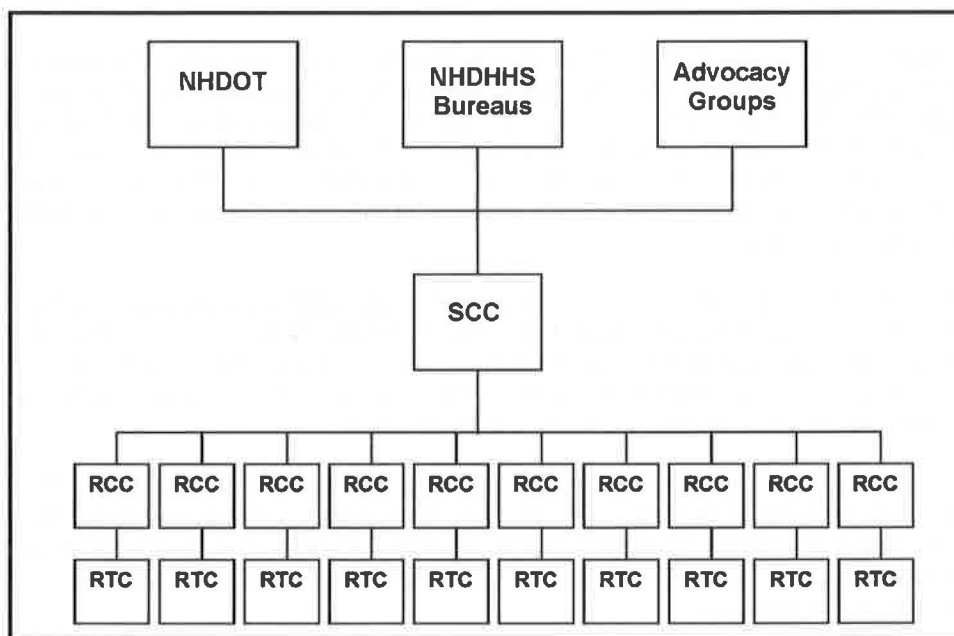 NHDOT
NHDHHS
Bureaus
Advocacy
Groups
SCC
RCC RCC RCC RCC RCC RCC RCC RCC RCC RCC
RTC RTC RTC RTC RTC RTC RTC RTC RTC RTC